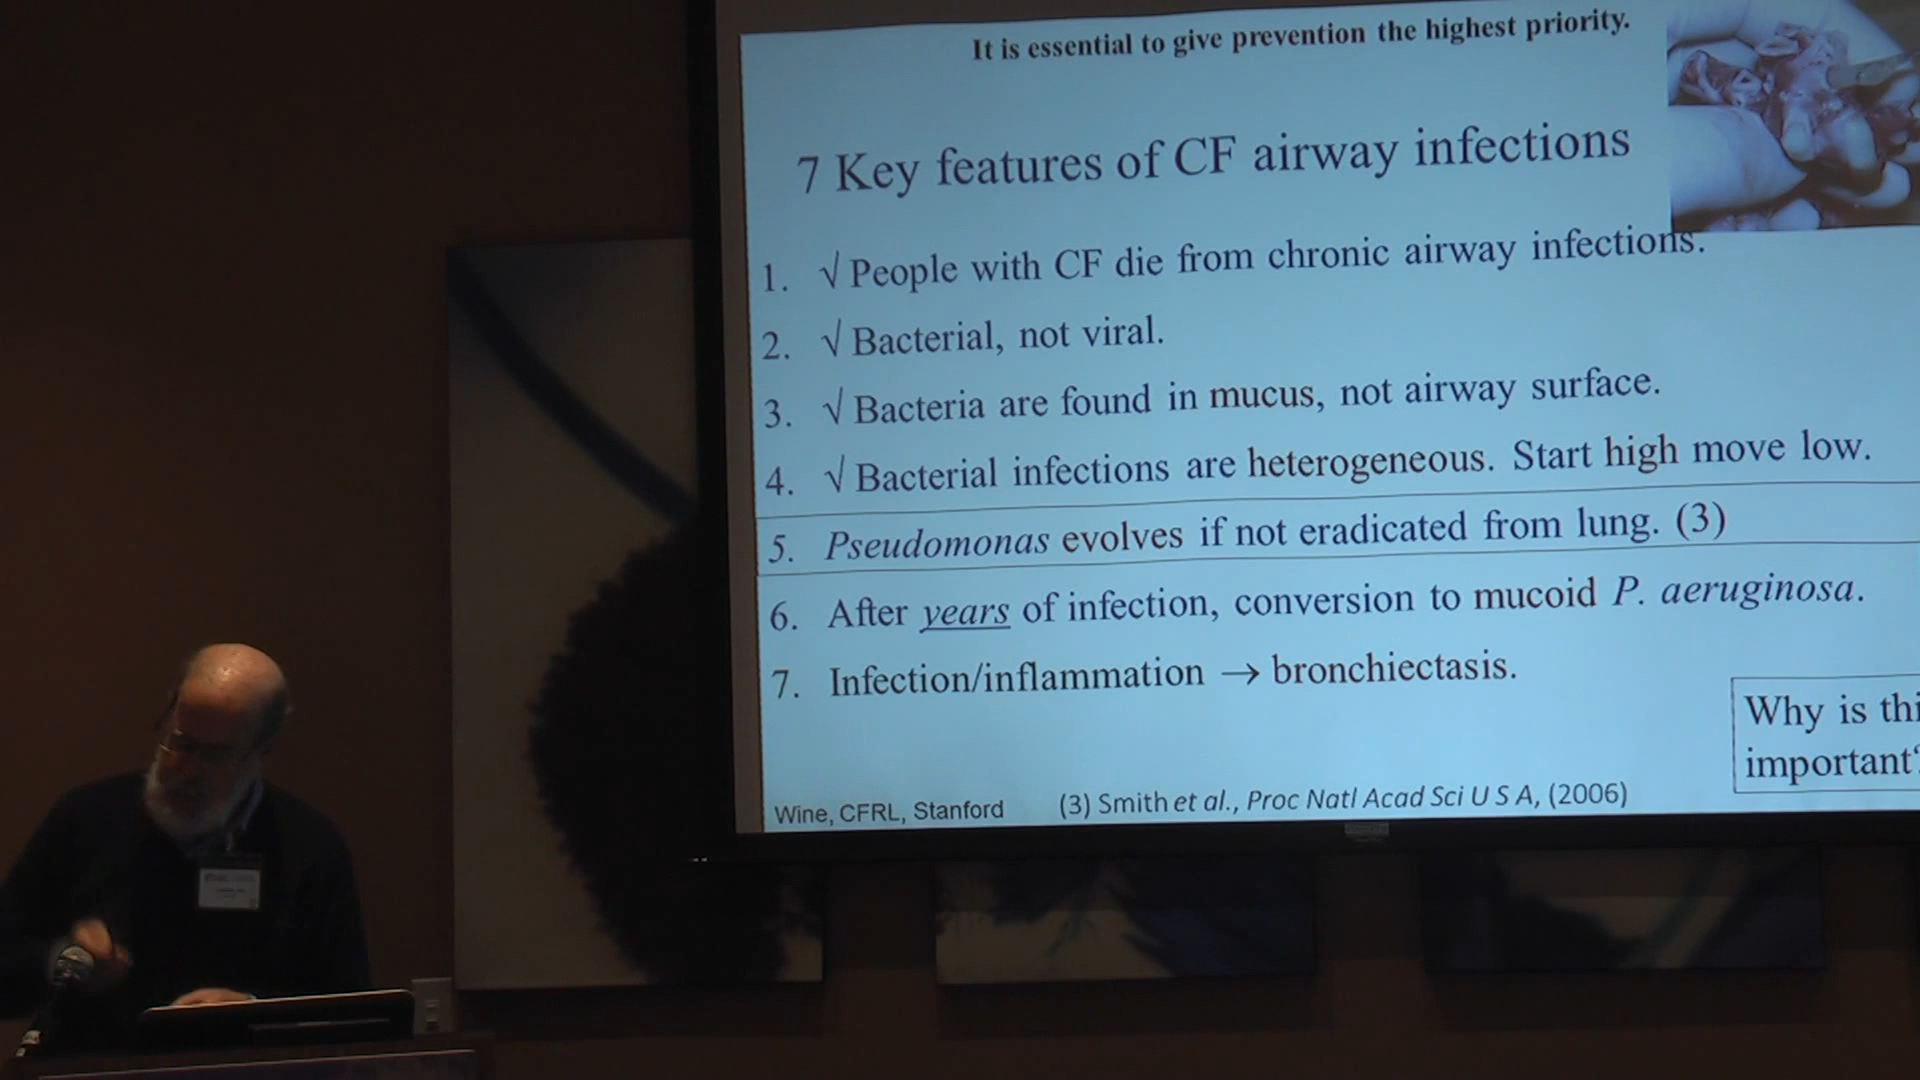 It is essential to give prevention the highest priority.
7 Key features of CF airway infections
1. √ People with CF die from chronic airway infections.
2. √ Bacterial, not viral.
3. √ Bacteria are found in mucus, not airway surface.
4. √ Bacterial infections are heterogeneous. Start high move low.
5. Pseudomonas evolves if not eradicated from lung. (3)
6. After years of infection, conversion to mucoid P. aeruginosa.
7. Infection/inflammation → bronchiectasis.
Why is thi
important?
Wine, CFRL, Stanford
(3) Smith et al., Proc Natl Acad Sci U S A, (2006)